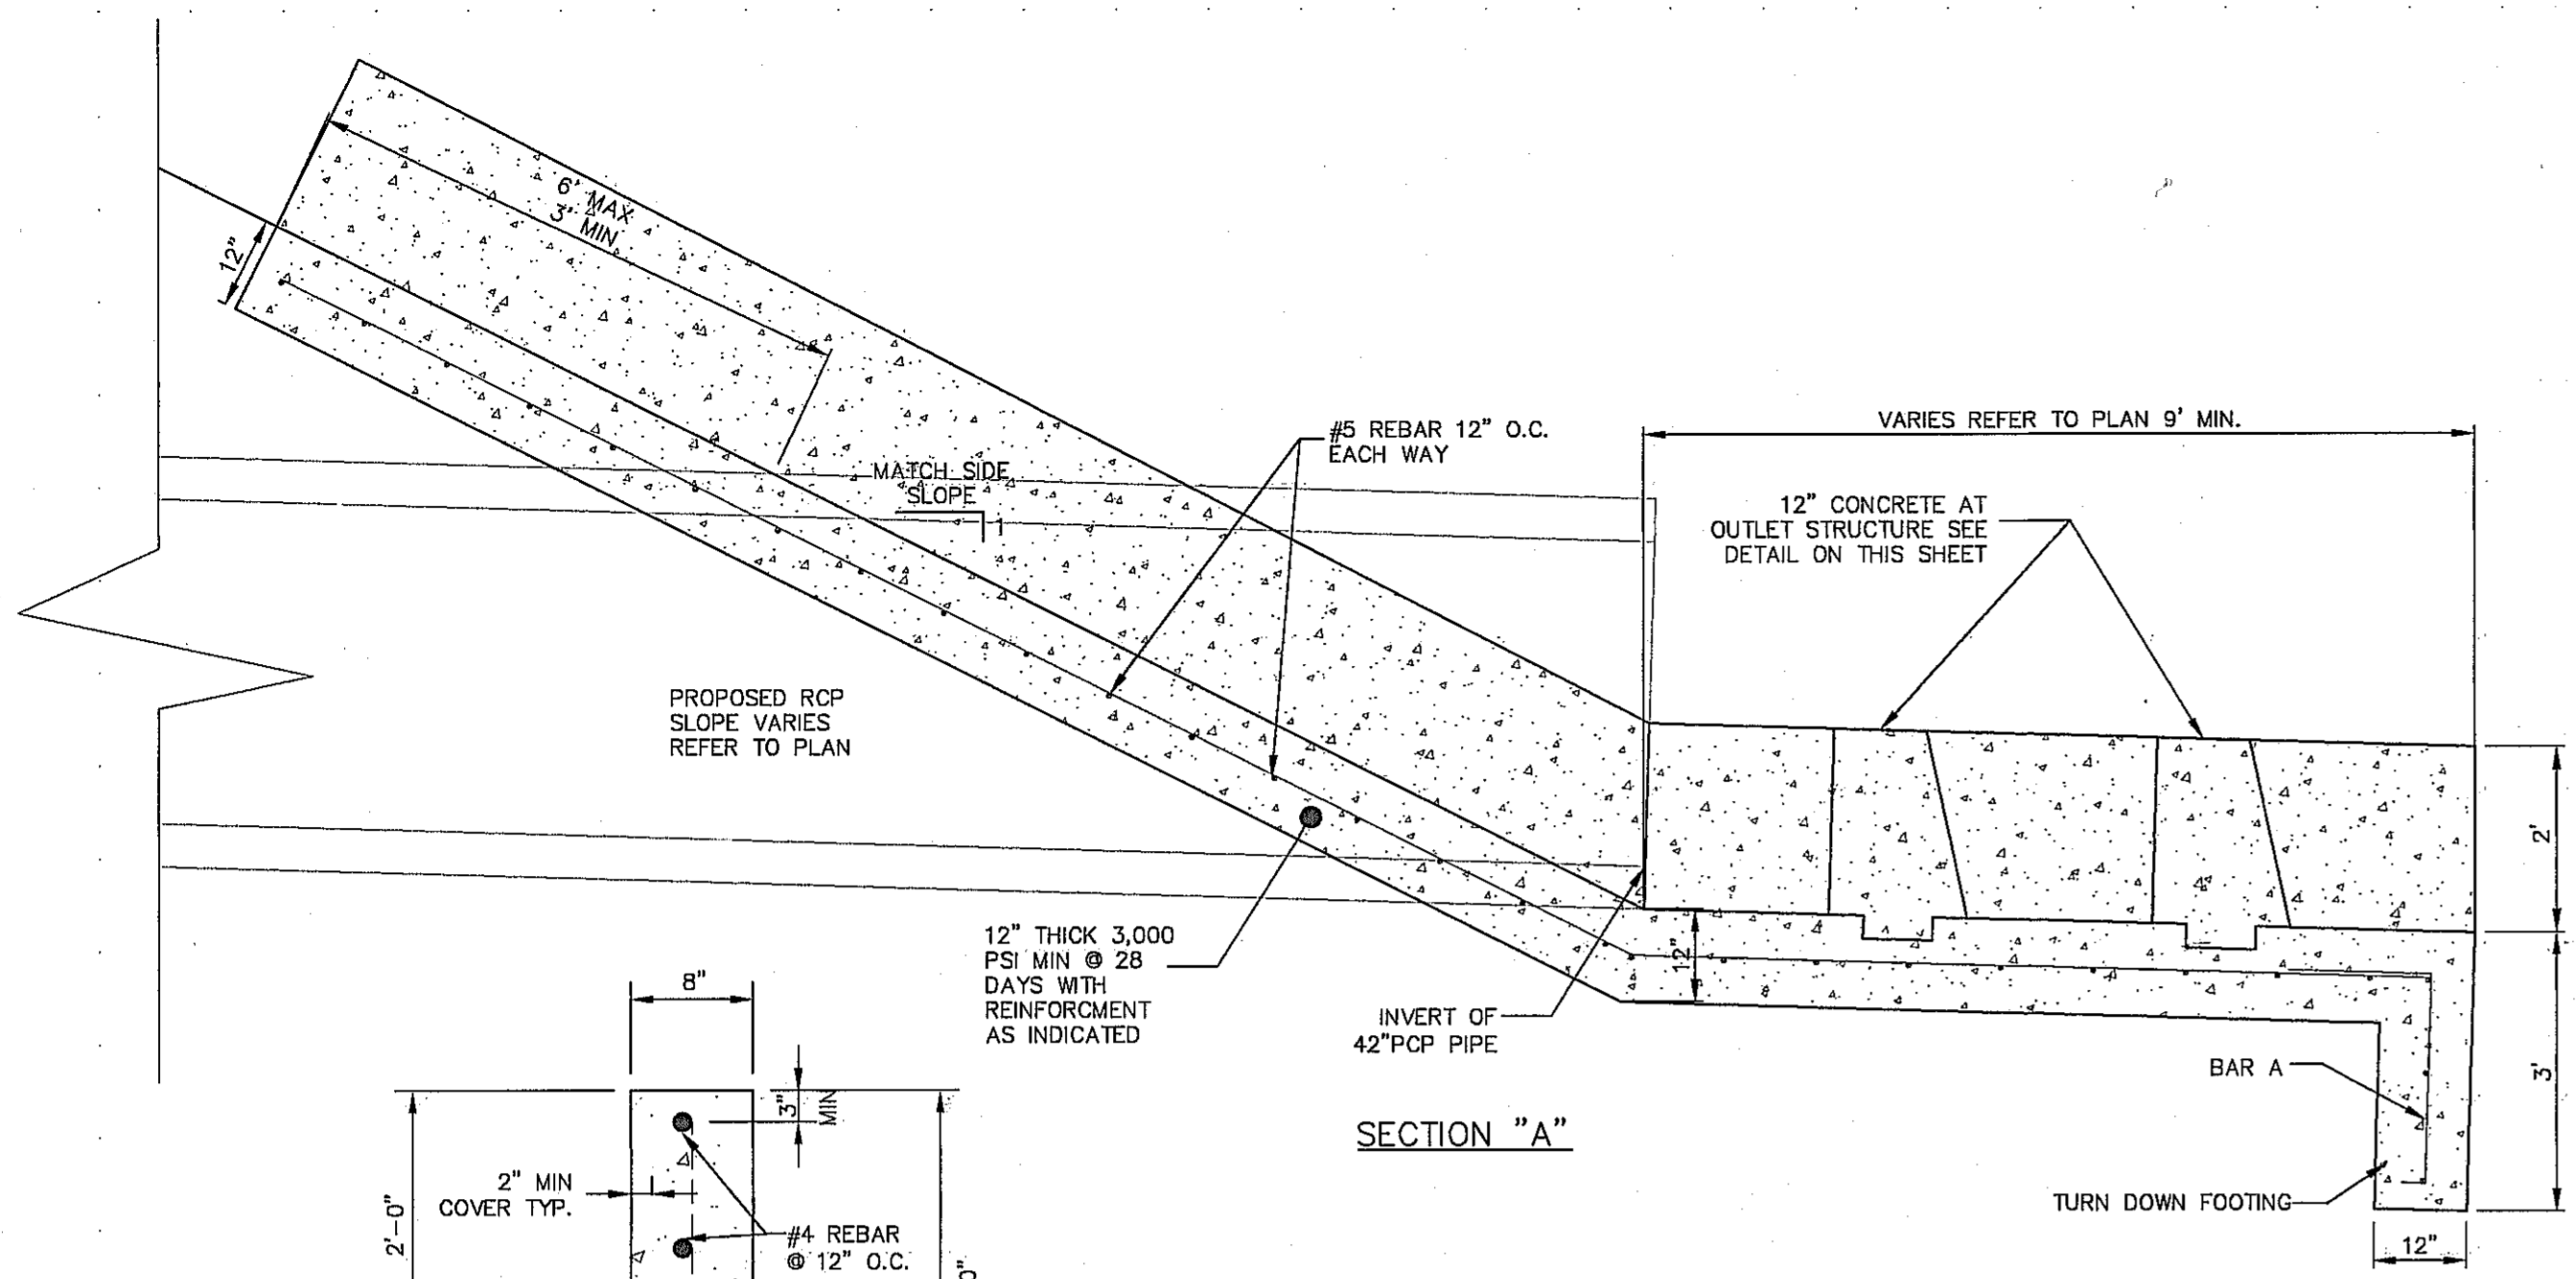 6' MAX
3' MIN
12"
MATCH SIDE
SLOPE
1
#5 REBAR 12" O.C.
EACH WAY
VARIES REFER TO PLAN 9' MIN.
12" CONCRETE AT
OUTLET STRUCTURE SEE
DETAIL ON THIS SHEET
PROPOSED RCP
SLOPE VARIES
REFER TO PLAN
2'
12" THICK 3,000
PSI MIN @ 28
DAYS WITH
REINFORCMENT
AS INDICATED
12"
INVERT OF
42"PCP PIPE
BAR A
3'
SECTION "A"
TURN DOWN FOOTING
12"
8"
3"
MIN
2" MIN
COVER TYP.
2'-0"
#4 REBAR
@ 12" O.C.